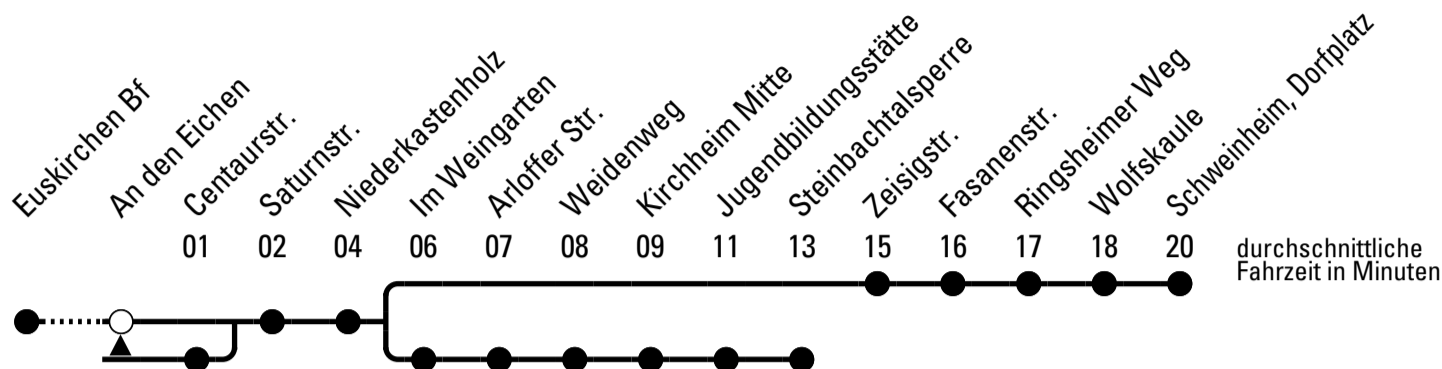 Euskirchen Bf
An den Eichen
Centaurstr.
Saturnstr.
Niederkastenholz
Im Weingarten
Arloffer Str.
Weidenweg
Kirchheim Mitte
Jugendbildungsstätte
Steinbachtalsperre
Zeisigstr.
Fasanenstr.
Ringsheimer Weg
Wolfskaule
Schweinheim, Dorfplatz
01 02 04 06 07 08 09 11 13 15 16 17 18 20
durchschnittliche
Fahrzeit in Minuten